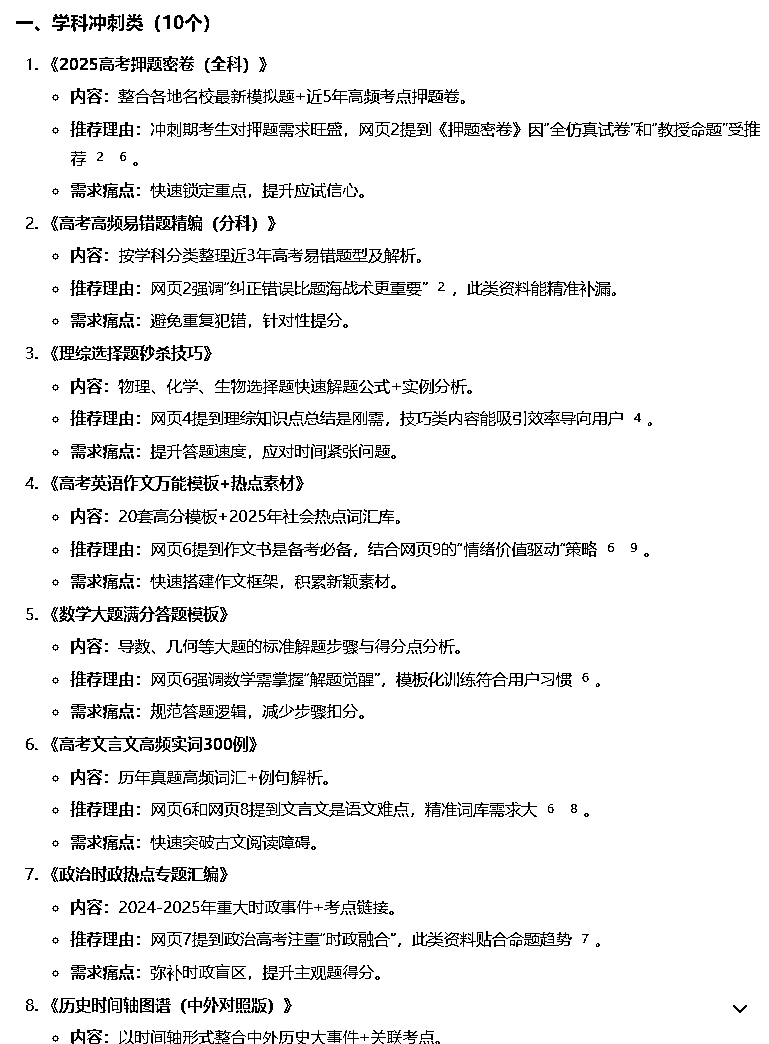 一、学科冲刺类（10个）
1. 《2025高考押题密卷（全科）》
内容：整合各地名校最新模拟题+近5年高频考点押题卷。
推荐理由：冲刺期考生对押题需求旺盛，网页2提到《押题密卷》因“全仿真试卷”和“教授命题”受推
荐 2 6 。
需求痛点：快速锁定重点，提升应试信心。
2. 《高考高频易错题精编（分科）》
内容：按学科分类整理近3年高考易错题型及解析。
推荐理由：网页2强调“纠正错误比题海战术更重要” 2 ，此类资料能精准补漏。
需求痛点：避免重复犯错，针对性提分。
3. 《理综选择题秒杀技巧》
内容：物理、化学、生物选择题快速解题公式+实例分析。
推荐理由：网页4提到理综知识点总结是刚需，技巧类内容能吸引效率导向用户 4 。
需求痛点：提升答题速度，应对时间紧张问题。
4. 《高考英语作文万能模板+热点素材》
内容：20套高分模板+2025年社会热点词汇库。
推荐理由：网页6提到作文书是备考必备，结合网页9的“情绪价值驱动”策略 6 9 。
需求痛点：快速搭建作文框架，积累新颖素材。
5. 《数学大题满分答题模板》
内容：导数、几何等大题的标准解题步骤与得分点分析。
推荐理由：网页6强调数学需掌握“解题觉醒”，模板化训练符合用户习惯 6 。
需求痛点：规范答题逻辑，减少步骤扣分。
6. 《高考文言文高频实词300例》
内容：历年真题高频词汇+例句解析。
推荐理由：网页6和网页8提到文言文是语文难点，精准词库需求大 6 8 。
需求痛点：快速突破古文阅读障碍。
7. 《政治时政热点专题汇编》
内容：2024-2025年重大时政事件+考点链接。
推荐理由：网页7提到政治高考注重“时政融合”，此类资料贴合命题趋势 7 。
需求痛点：弥补时政盲区，提升主观题得分。
8. 《历史时间轴图谱（中外对照版）》
内容：以时间轴形式整合中外历史大事件+关联考点。